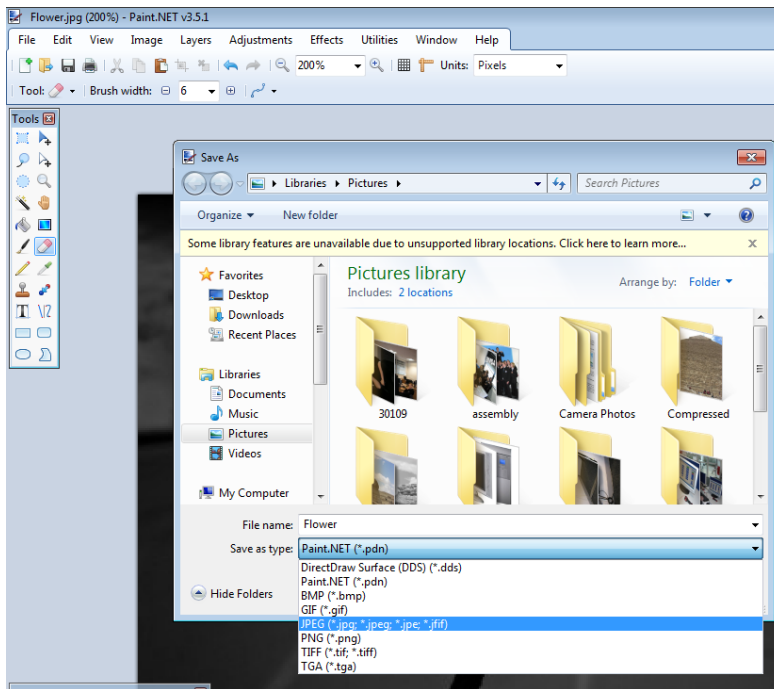 Flower.jpg (200%) - Paint.NET v3.5.1
File Edit View Image Layers Adjustments Effects Utilities Window Help
200% Units: Pixels
Tool: Brush width: 6
Tools
Save As
Libraries Pictures Search Pictures
Organize New folder
Some library features are unavailable due to unsupported library locations. Click here to learn more...
Favorites
Desktop
Downloads
Recent Places
Libraries
Documents
Music
Pictures
Videos
My Computer
Pictures library
Includes: 2 locations
Arrange by: Folder
30109 assembly Camera Photos Compressed
File name: Flower
Save as type: Paint.NET (*.pdn)
DirectDraw Surface (DDS) (*.dds)
Paint.NET (*.pdn)
BMP (*.bmp)
GIF (*.gif)
JPEG (*.jpg; *.jpeg; *.jpe; *.jfif)
PNG (*.png)
TIFF (*.tif; *.tiff)
TGA (*.tga)
Hide Folders